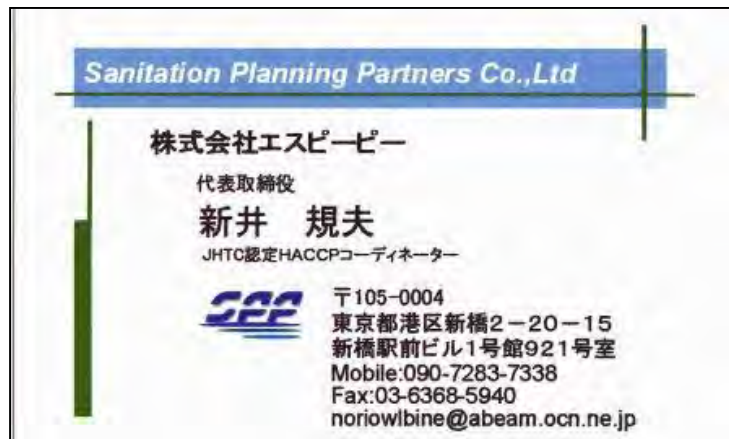 Sanitation Planning Partners Co.,Ltd
株式会社エスピーピー
代表取締役
新井　規夫
JHTC認定HACCPコーディネーター
SPP
〒105-0004
東京都港区新橋2－20－15
新橋駅前ビル1号館921号室
Mobile:090-7283-7338
Fax:03-6368-5940
noriowlbine@abeam.ocn.ne.jp